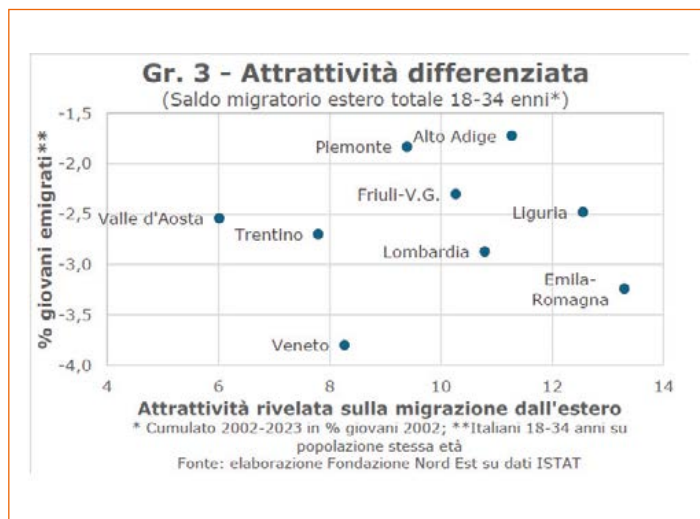 Gr. 3 - Attrattività differenziata
(Saldo migratorio estero totale 18-34 enni*)
% giovani emigrati**
-1,5
-2,0
-2,5
-3,0
-3,5
-4,0
Piemonte
Alto Adige
Friuli-V.G.
Valle d'Aosta
Liguria
Trentino
Lombardia
Emila-
Romagna
Veneto
4
6
8
10
12
14
Attrattività rivelata sulla migrazione dall'estero
* Cumulato 2002-2023 in % giovani 2002; **Italiani 18-34 anni su
popolazione stessa età
Fonte: elaborazione Fondazione Nord Est su dati ISTAT